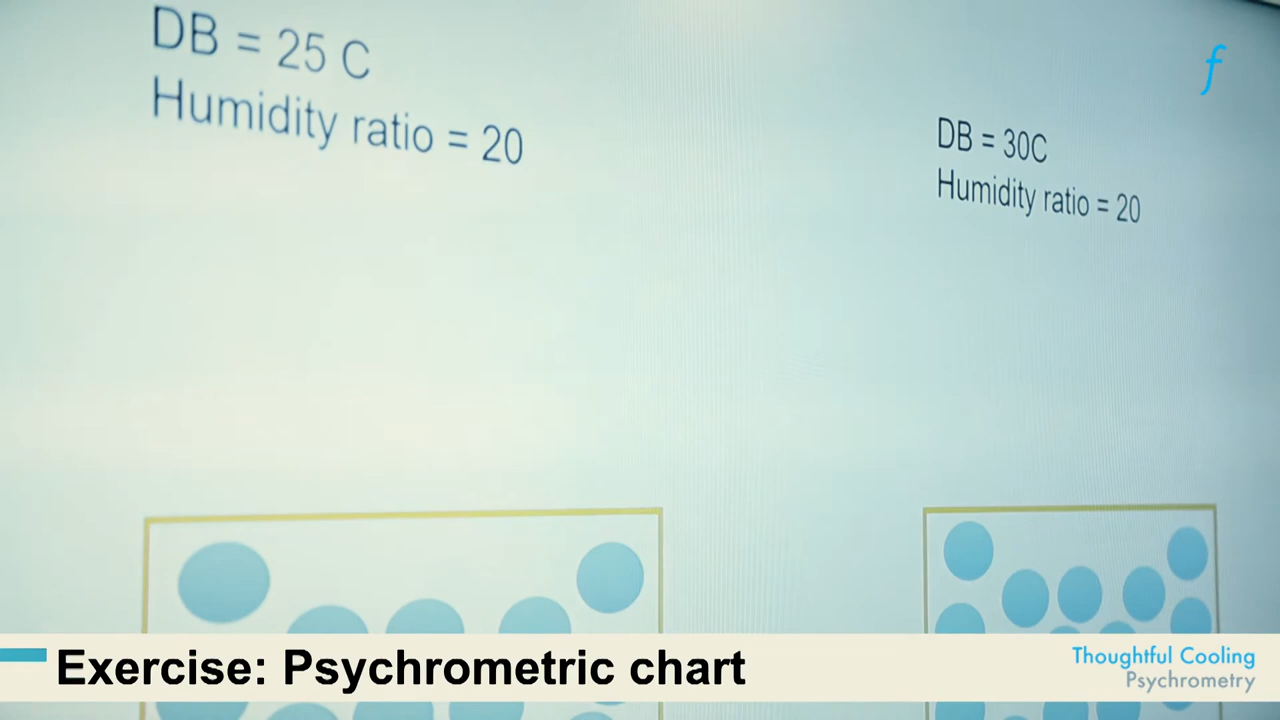 DB = 25 C
Humidity ratio = 20
DB = 30C
Humidity ratio = 20
f
Exercise: Psychrometric chart
Thoughtful Cooling
Psychrometry